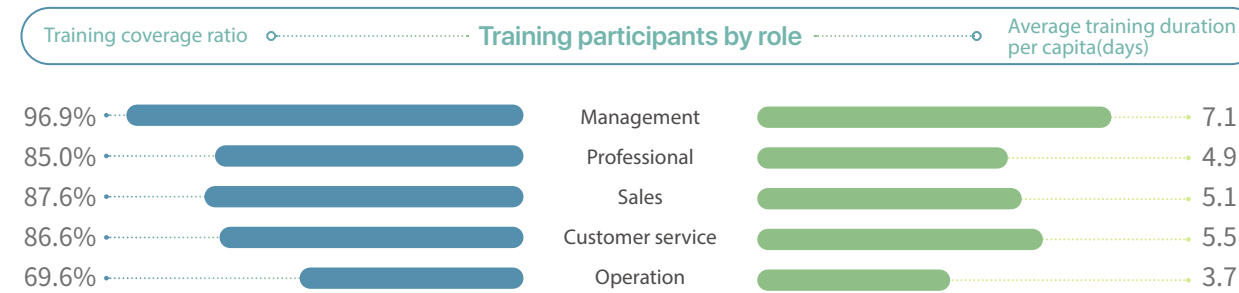 Training coverage ratio
Training participants by role
Average training duration
per capita(days)
96.9% Management 7.1
85.0% Professional 4.9
87.6% Sales 5.1
86.6% Customer service 5.5
69.6% Operation 3.7